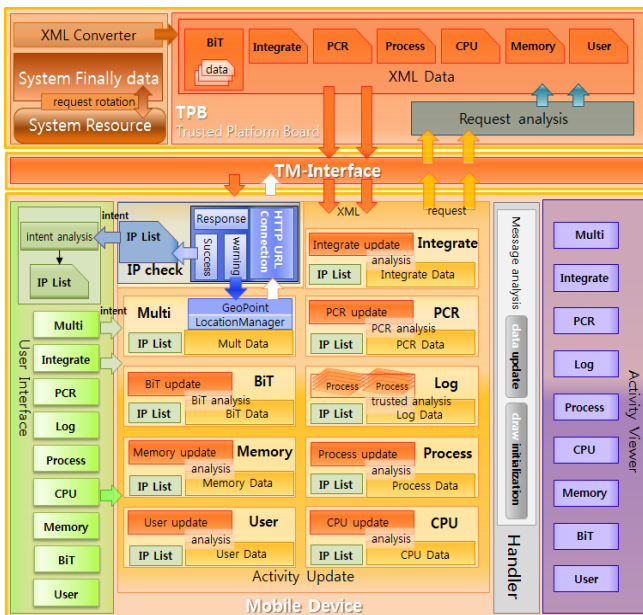 XML Converter
System Finally data
request rotation
System Resource
BiT
data
Integrate
PCR
Process
CPU
Memory
User
XML Data
TPB
Trusted Platform Board
Request analysis
TM-Interface
intent
intent analysis
IP List
IP List
IP check
Response
Success
warning
HTTP URL
Connection
XML
request
Integrate update
Integrate
analysis
IP List
Integrate Data
intent
Multi
GeoPoint
LocationManager
IP List
Mult Data
PCR update
PCR
PCR analysis
IP List
PCR Data
BiT update
BiT
BiT analysis
IP List
BiT Data
Process
Process
Log
trusted analysis
IP List
Log Data
Memory update
Memory
analysis
IP List
Memory Data
Process update
Process
analysis
IP List
Process Data
User update
User
analysis
IP List
User Data
CPU update
CPU
analysis
IP List
CPU Data
Activity Update
Mobile Device
User Interface
Multi
Integrate
PCR
Log
Process
CPU
Memory
BiT
User
Message analysis
data update
draw initialization
Handler
Multi
Integrate
PCR
Log
Process
CPU
Memory
BiT
User
Activity Viewer